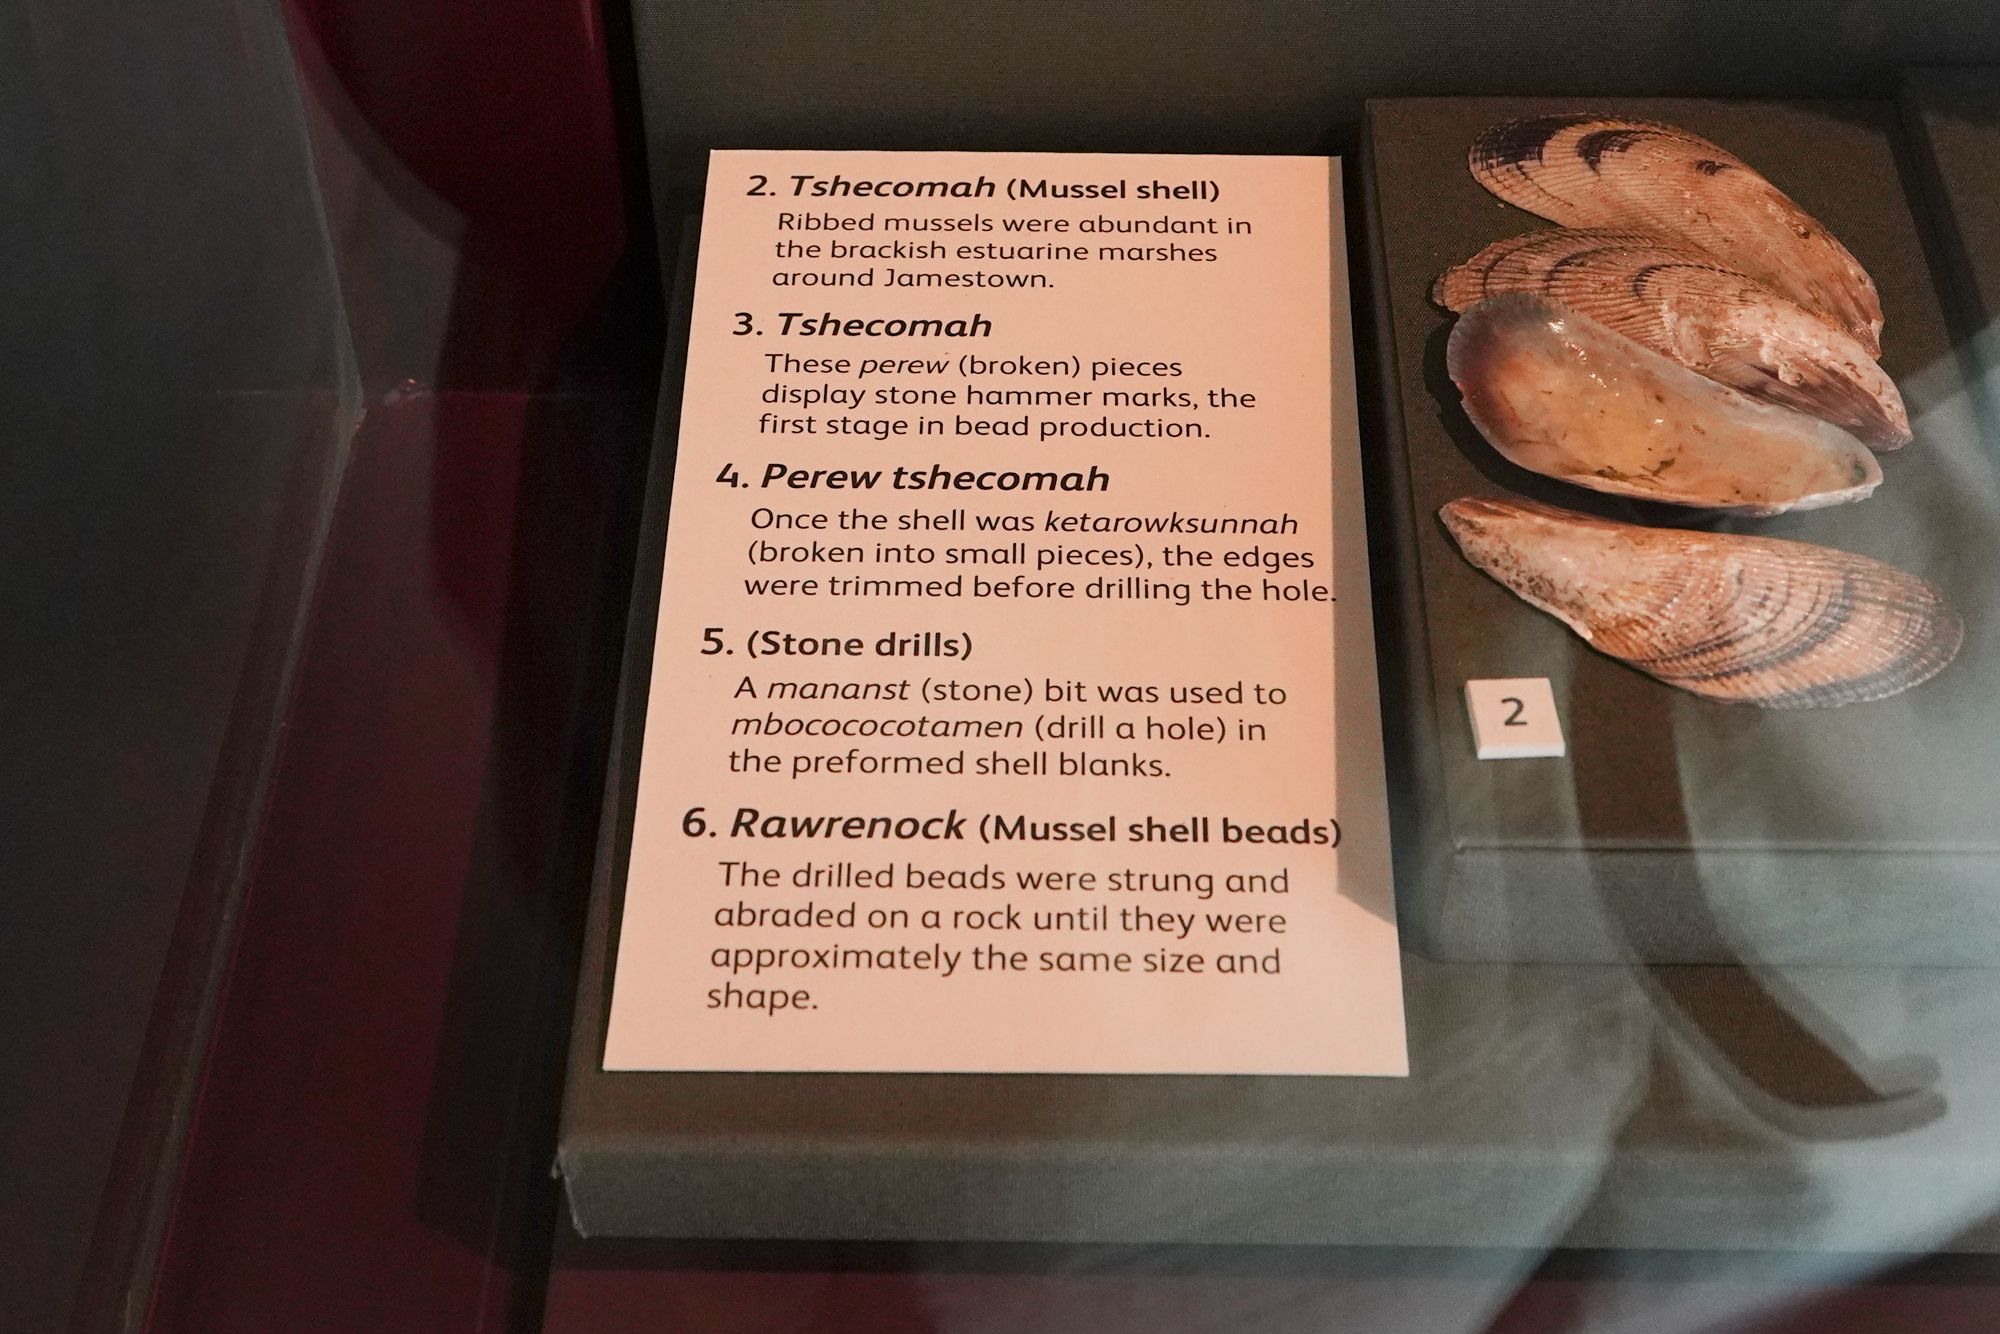 2. Tshecomah (Mussel shell)
Ribbed mussels were abundant in
the brackish estuarine marshes
around Jamestown.
3. Tshecomah
These perew (broken) pieces
display stone hammer marks, the
first stage in bead production.
4. Perew tshecomah
Once the shell was ketarowksunnah
(broken into small pieces), the edges
were trimmed before drilling the hole.
5. (Stone drills)
A mananst (stone) bit was used to
mbocococotamen (drill a hole) in
the preformed shell blanks.
6. Rawrenock (Mussel shell beads)
The drilled beads were strung and
abraded on a rock until they were
approximately the same size and
shape.
2